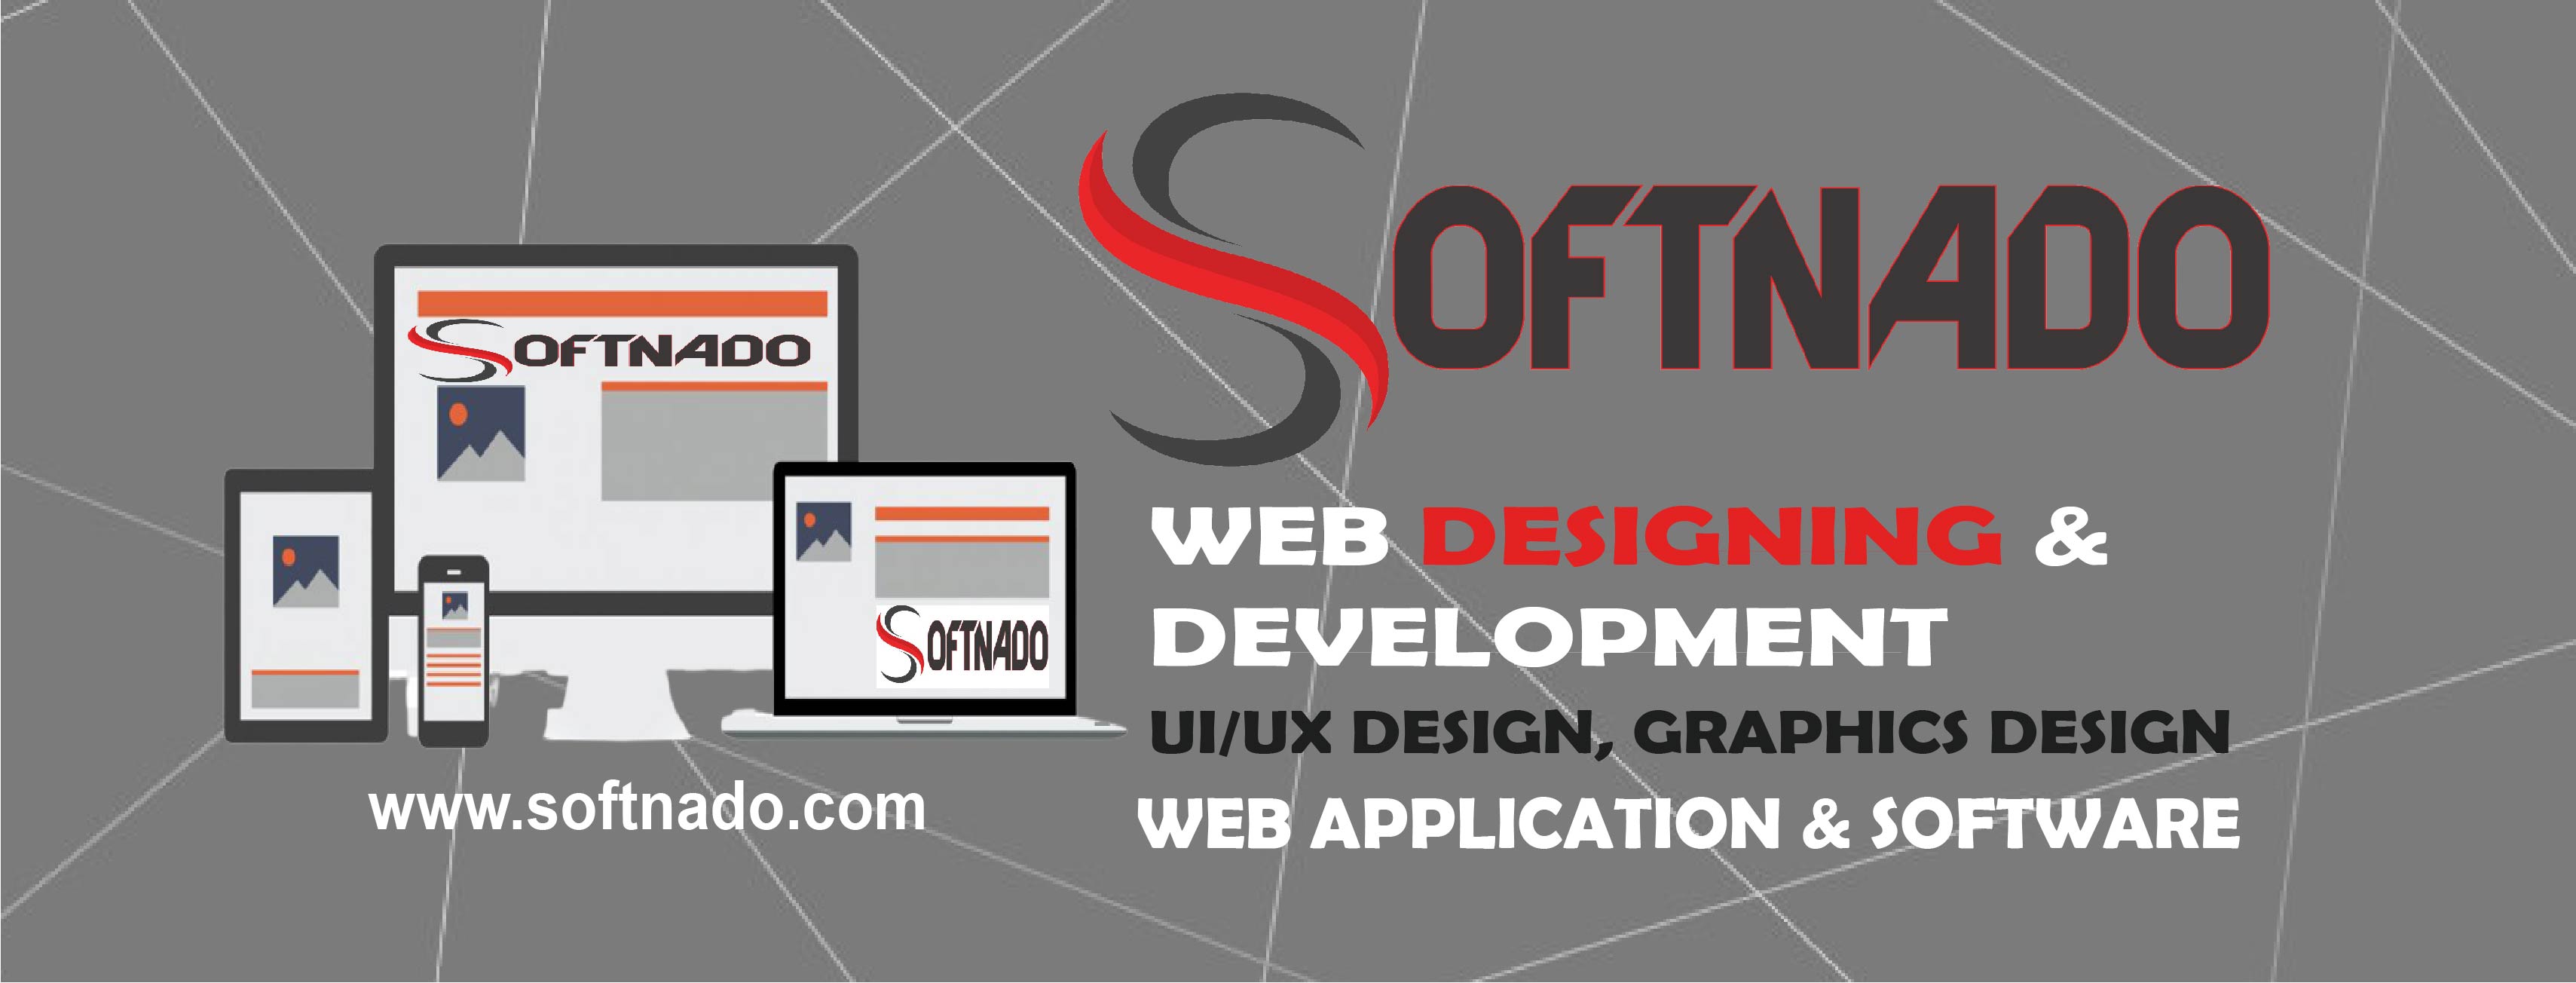 SOFTNADO
SOFTNADO
SOFTNADO
www.softnado.com
WEB DESIGNING &
DEVELOPMENT
UI/UX DESIGN, GRAPHICS DESIGN
WEB APPLICATION & SOFTWARE